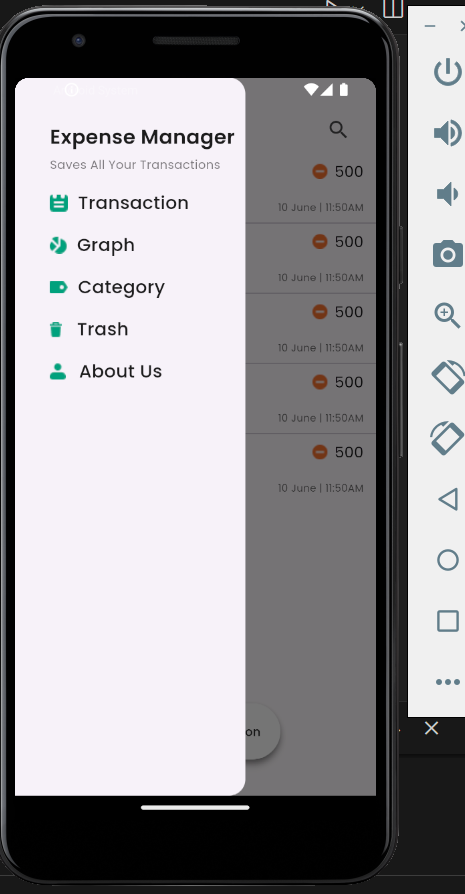 Expense Manager
Saves All Your Transactions
Transaction
Graph
Category
Trash
About Us
500
10 June | 11:50AM
500
10 June | 11:50AM
500
10 June | 11:50AM
500
10 June | 11:50AM
500
10 June | 11:50AM
on